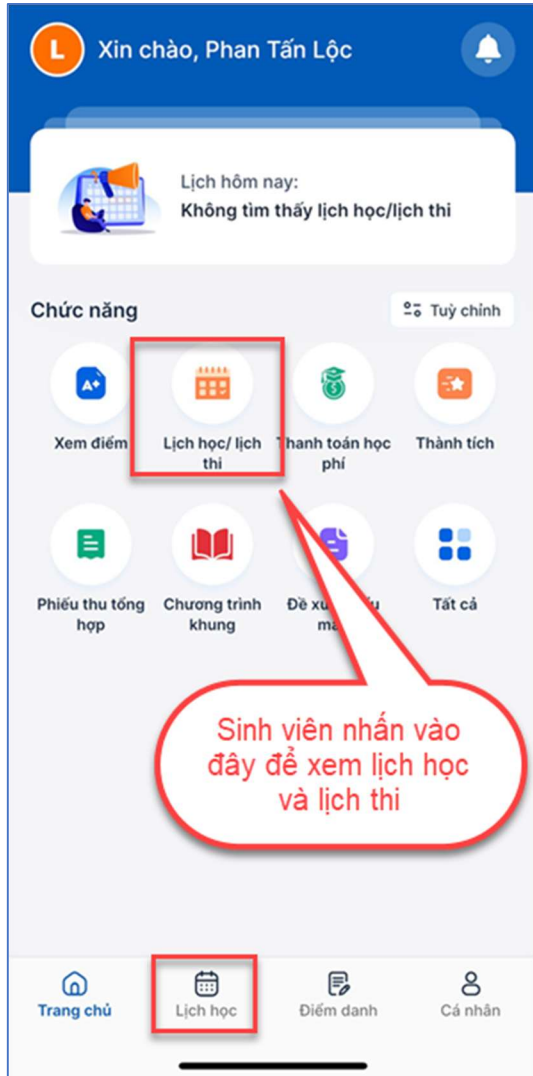 L
Xin chào, Phan Tấn Lộc
Lịch hôm nay:
Không tìm thấy lịch học/lịch thi
Chức năng
Tuỳ chỉnh
A+
Xem điểm
Lịch học/ lịch
thi
Thanh toán học
phí
Thành tích
Phiếu thu tổng
hợp
Chương trình
khung
Đề xu
Tất cả
Sinh viên nhấn vào
đây để xem lịch học
và lịch thi
Trang chủ
Lịch học
Điểm danh
Cá nhân